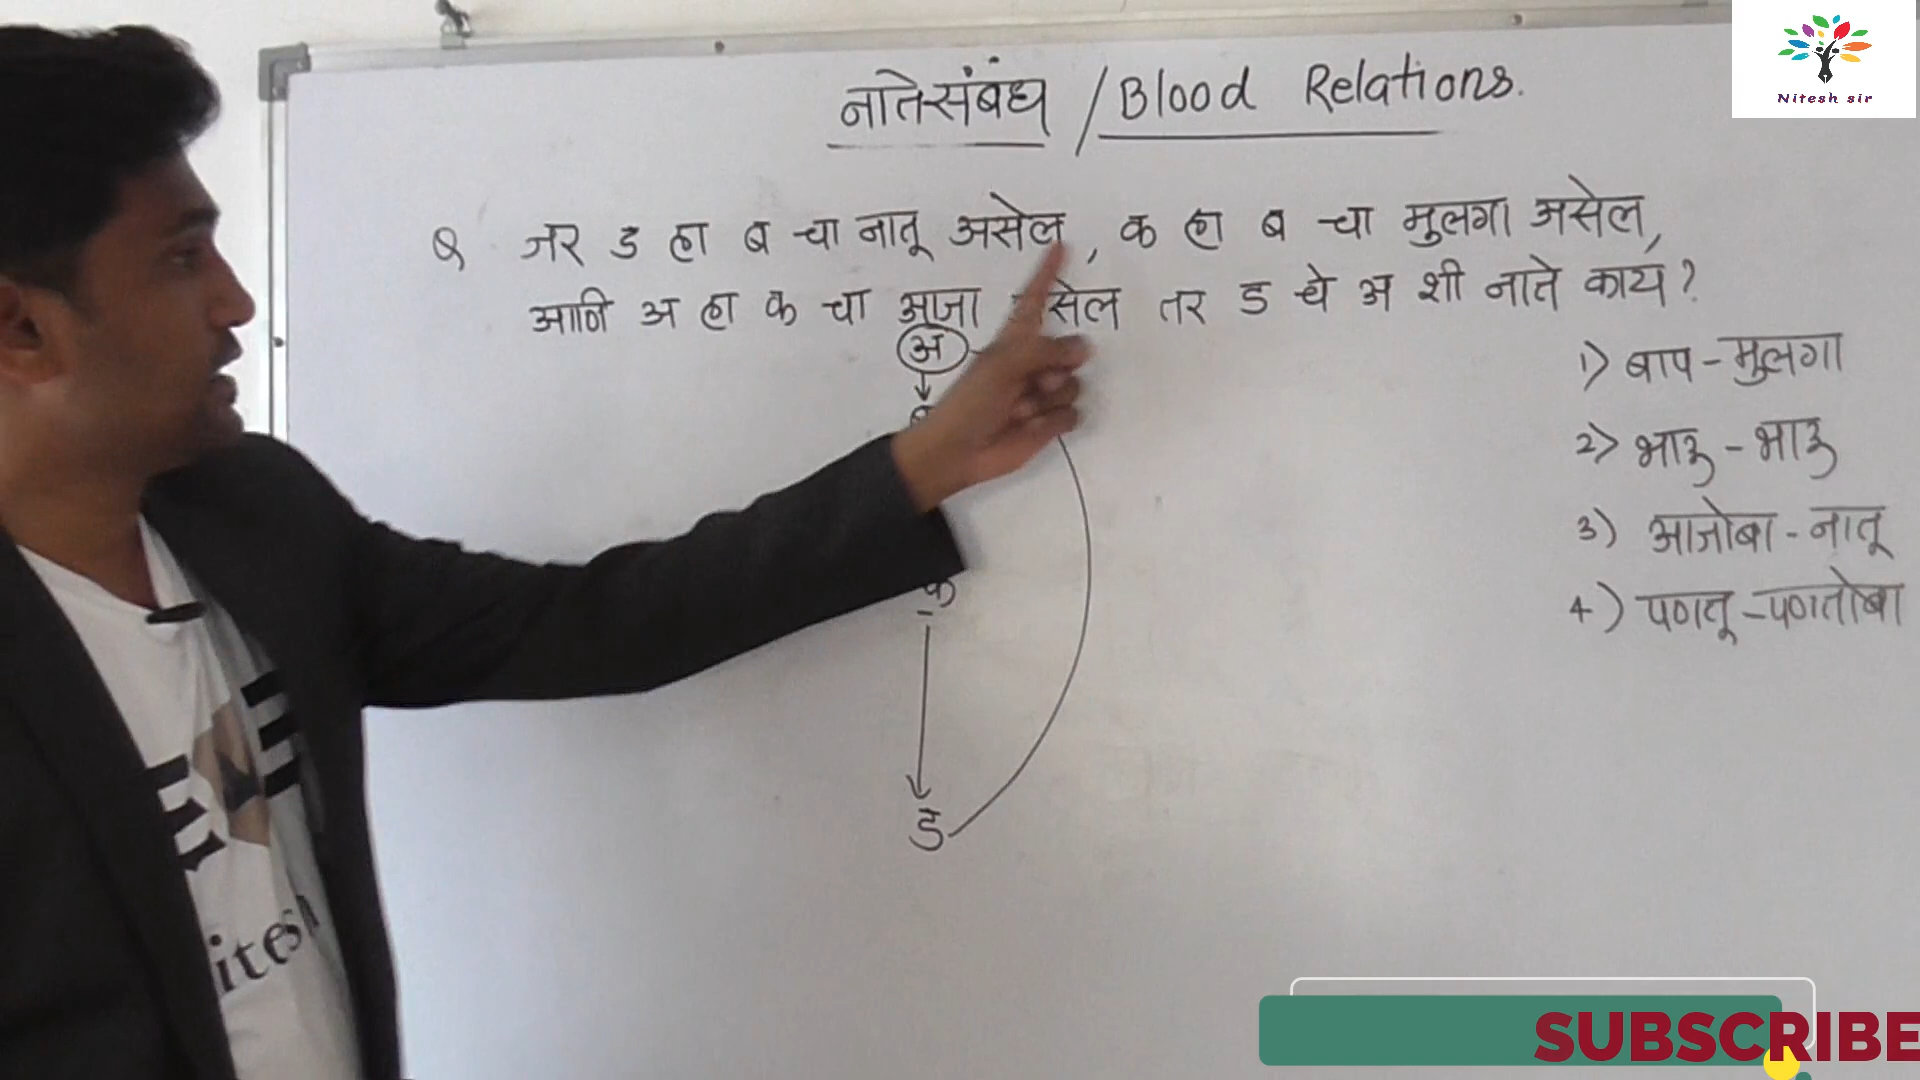 Nitesh sir
नातेसंबंध / Blood Relations.
Q जर ड हा ब चा नातू असेल, क हा ब चा मुलगा असेल,
आणि अ हा क चा आजा सेल तर ड चे अ शी नाते काय?
अ
1) बाप - मुलगा
2) भाऊ - भाऊ
3) आजोबा - नातू
4) पणतू - पणतोबा
क
ड
itesh
SUBSCRIBE